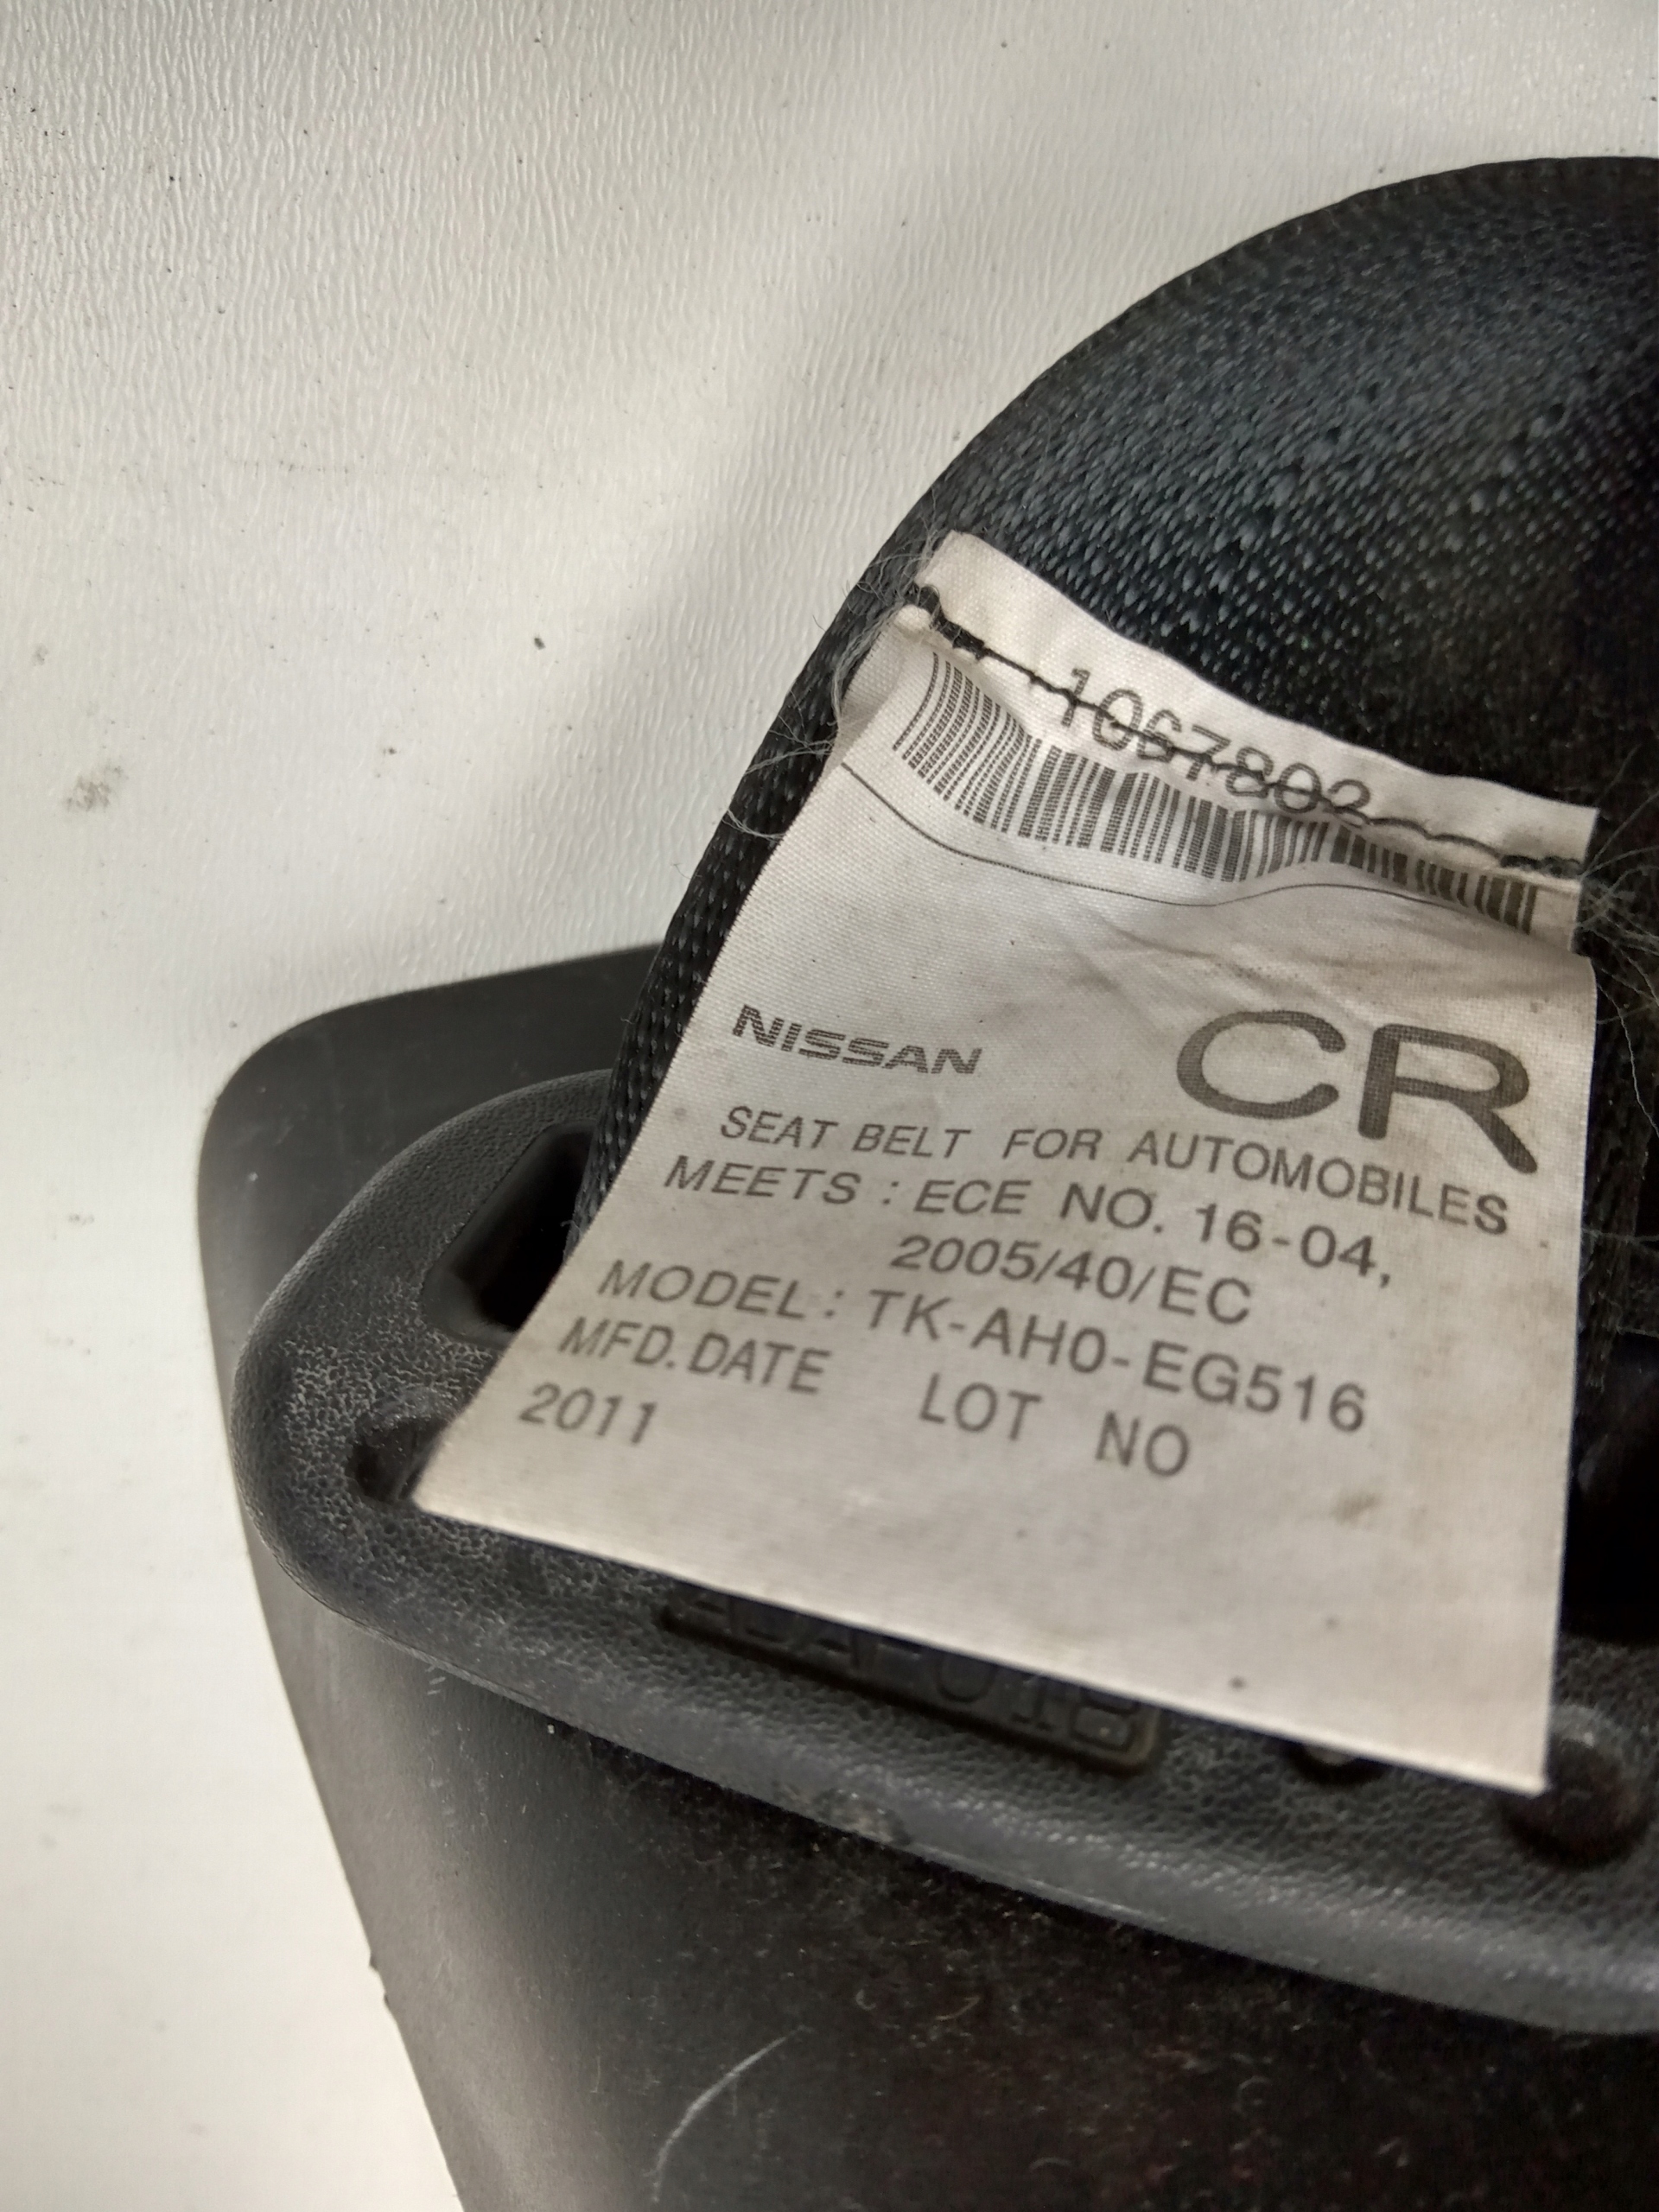 1067802
NISSAN CR
SEAT BELT FOR AUTOMOBILES
MEETS : ECE NO. 16-04,
2005/40/EC
MODEL : TK-AH0-EG516
MFD.DATE LOT NO
2011